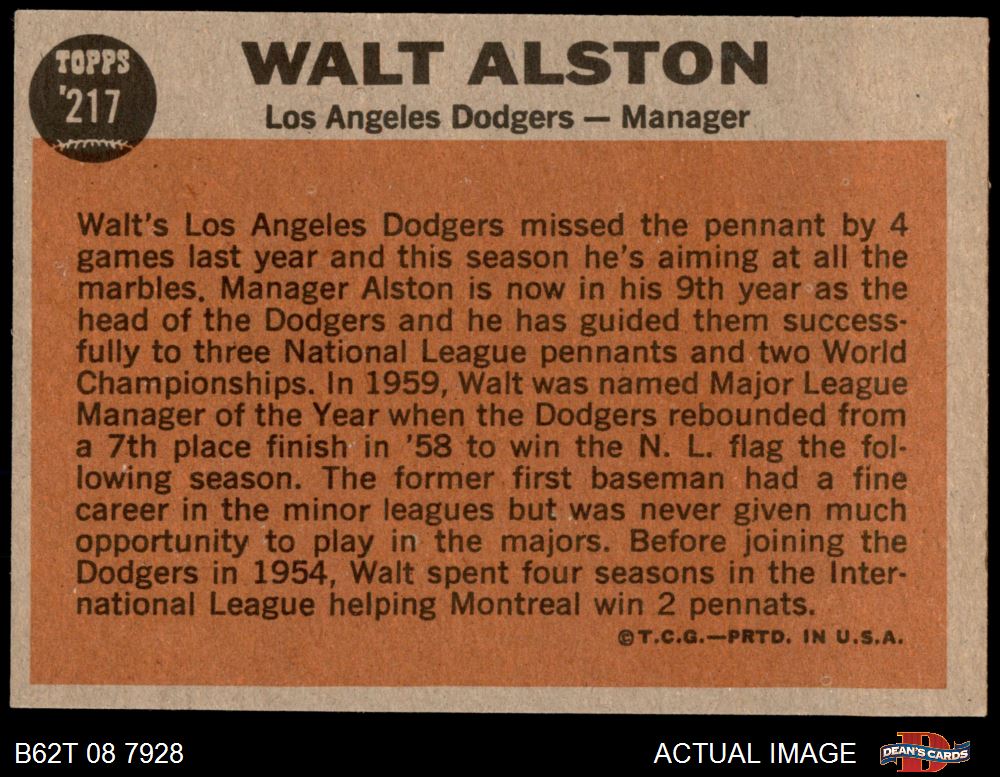 TOPPS
'217
WALT ALSTON
Los Angeles Dodgers — Manager
Walt's Los Angeles Dodgers missed the pennant by 4
games last year and this season he's aiming at all the
marbles. Manager Alston is now in his 9th year as the
head of the Dodgers and he has guided them success-
fully to three National League pennants and two World
Championships. In 1959, Walt was named Major League
Manager of the Year when the Dodgers rebounded from
a 7th place finish in '58 to win the N. L. flag the fol-
lowing season. The former first baseman had a fine
career in the minor leagues but was never given much
opportunity to play in the majors. Before joining the
Dodgers in 1954, Walt spent four seasons in the Inter-
national League helping Montreal win 2 pennats.
©T.C.G.—PRTD. IN U.S.A.
B62T 08 7928
ACTUAL IMAGE
D
DEAN'S CARDS